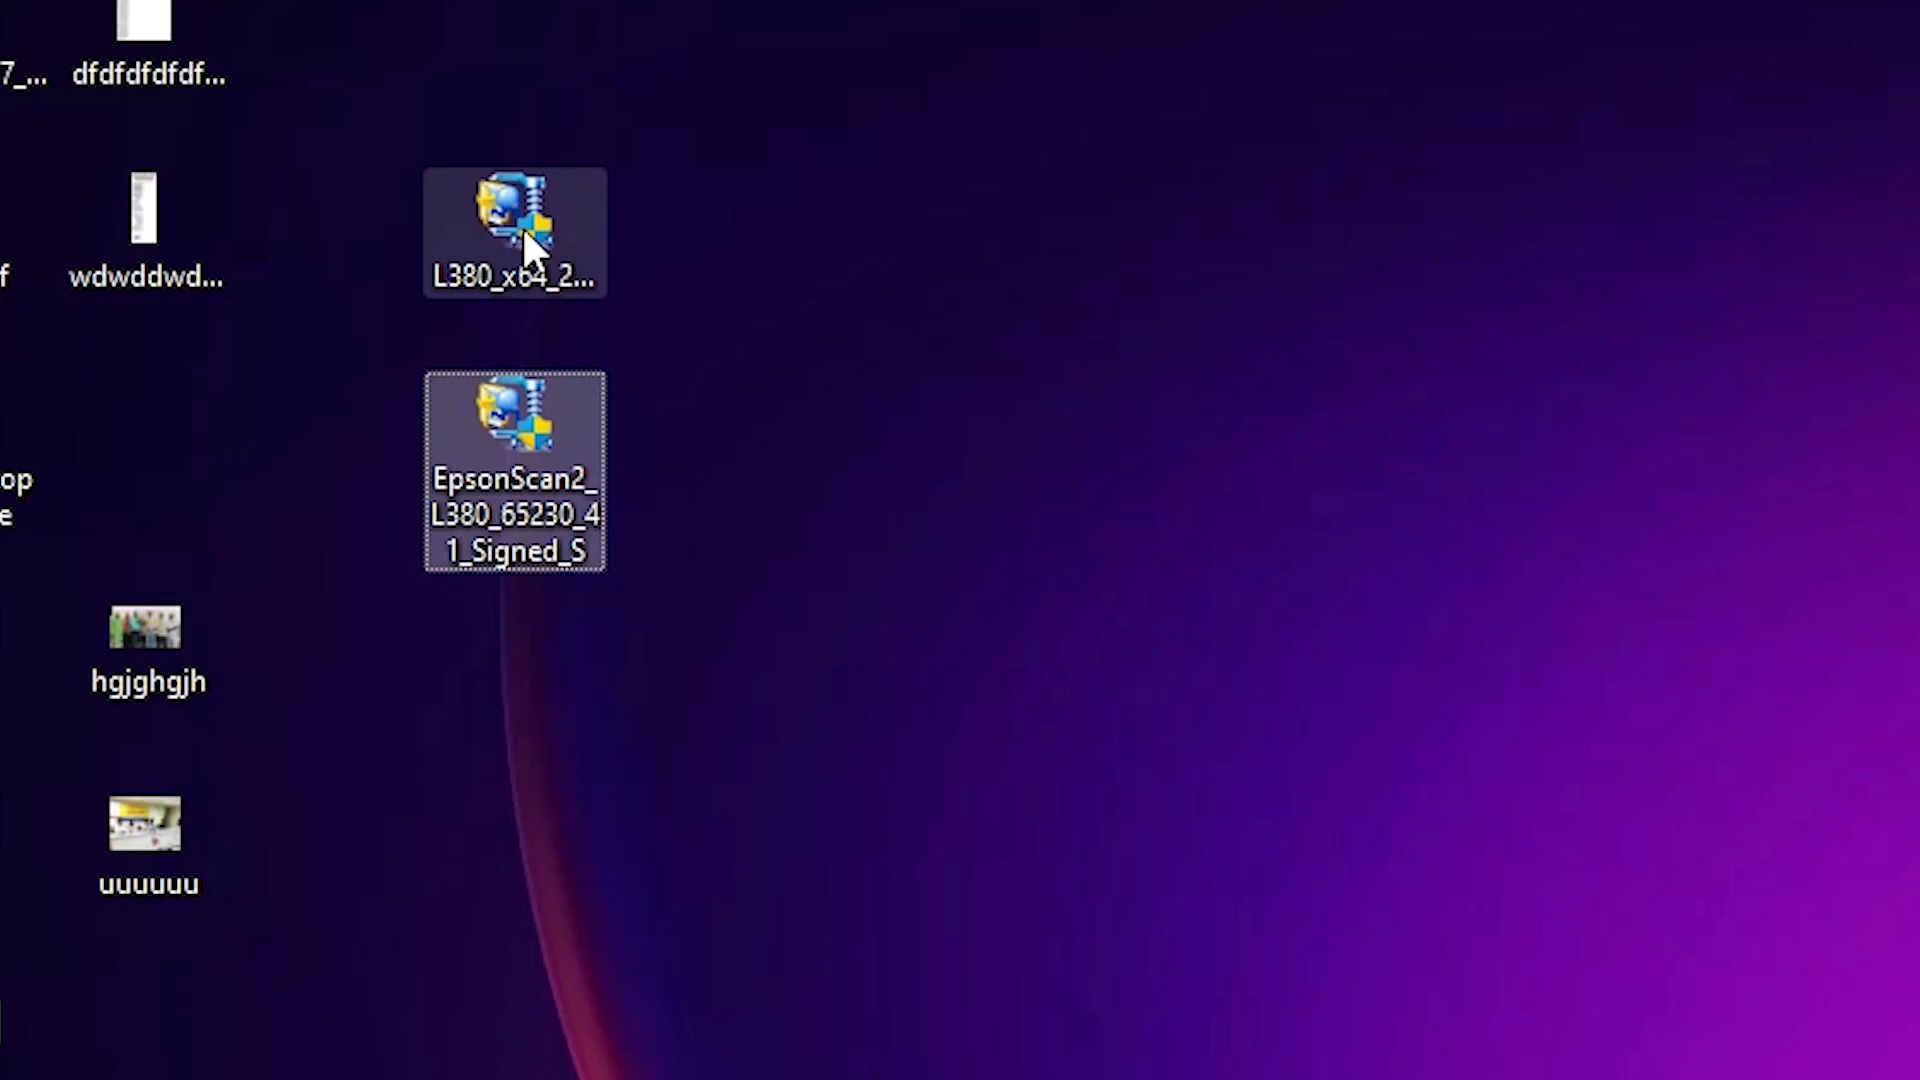 7_...
dfdfdfdfdf...
f
wdwddwd...
L380_x64_2...
op
e
EpsonScan2_
L380_65230_4
1_Signed_S
hgjghgjh
uuuuuu